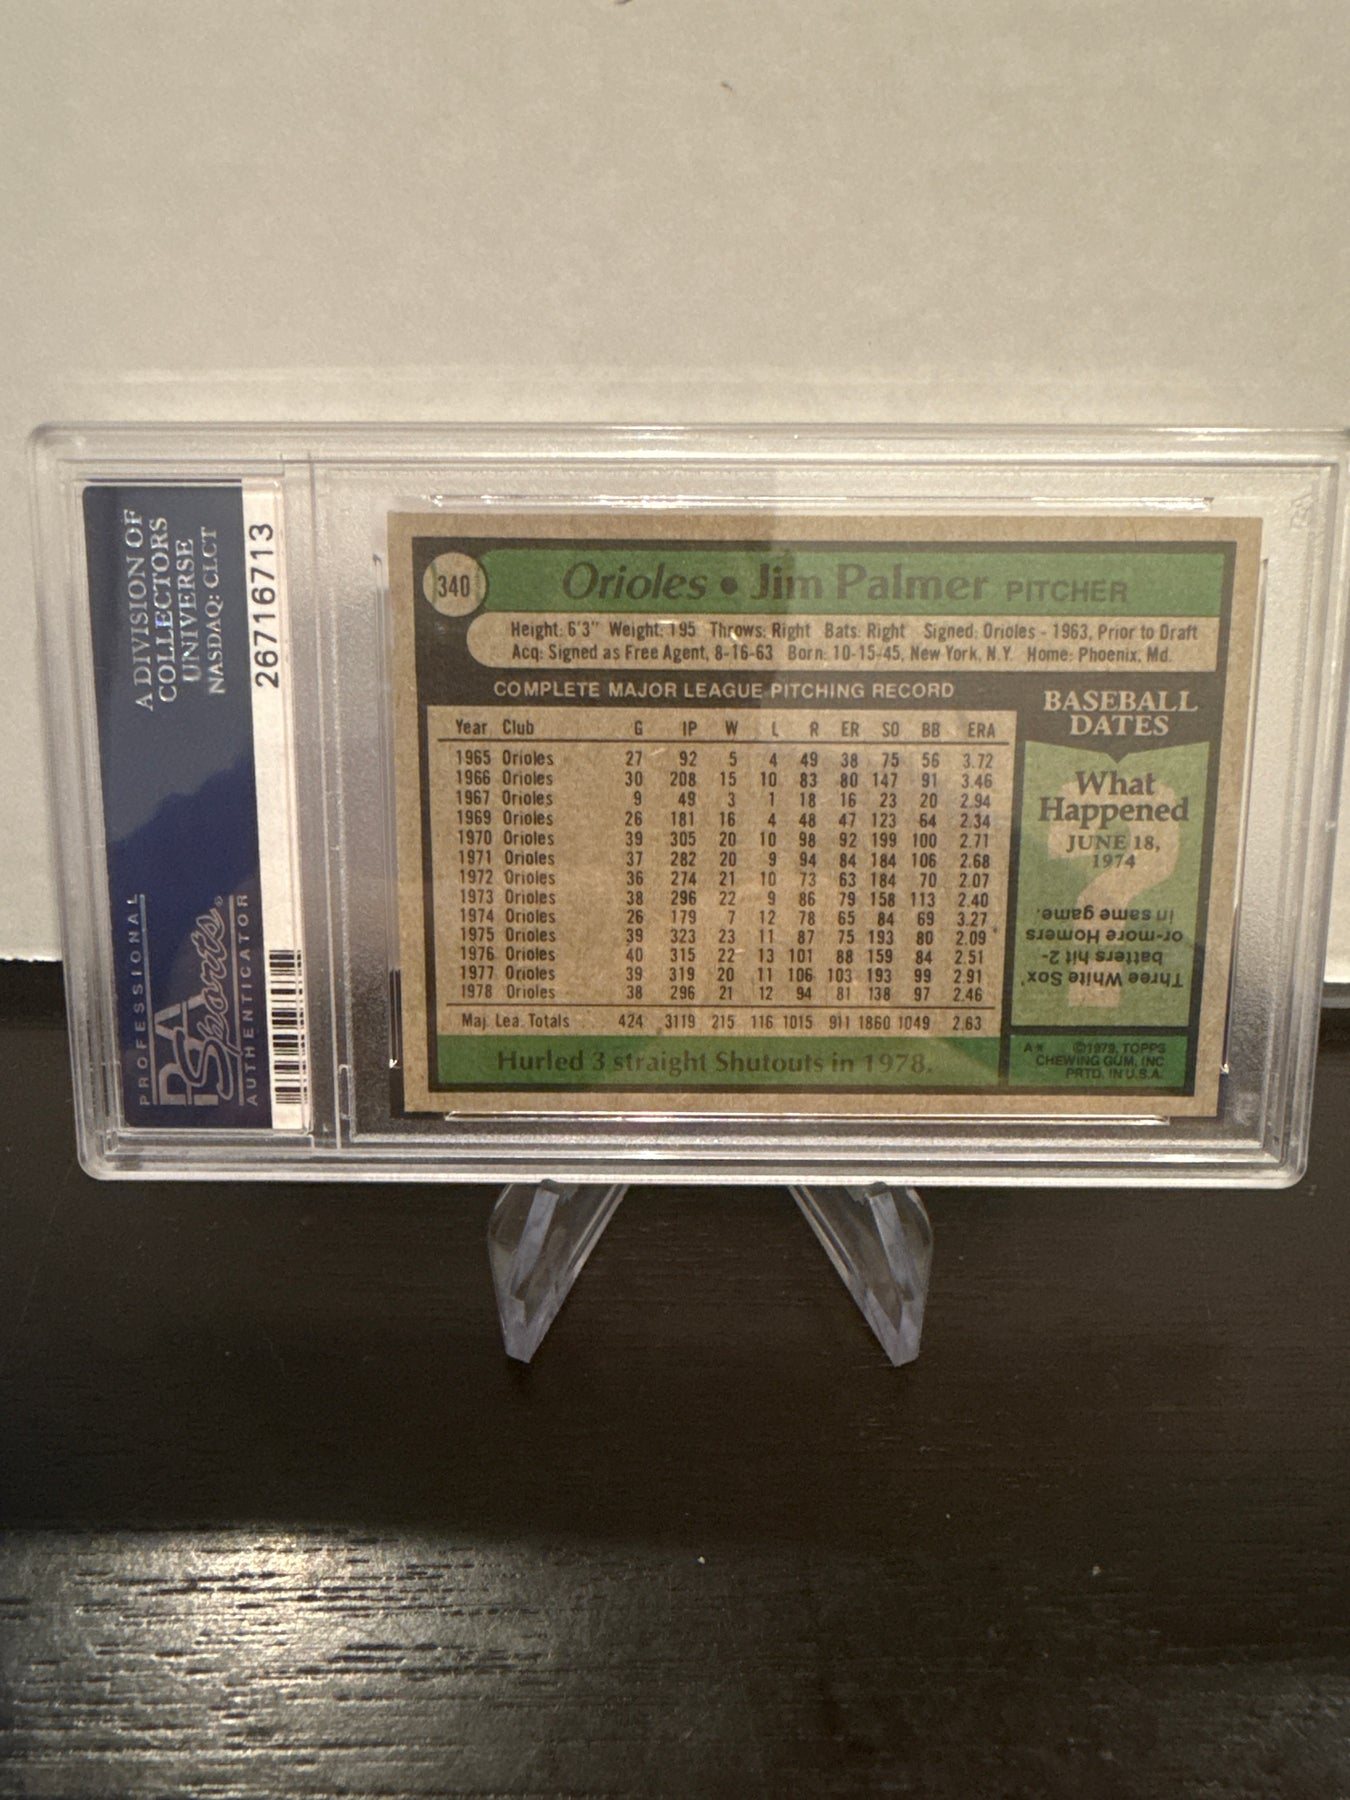 A DIVISION OF
COLLECTORS
UNIVERSE
NASDAQ: CLCT
26716713
PROFESSIONAL
PSA
Sports®
AUTHENTICATOR
340
Orioles • Jim Palmer PITCHER
Height: 6'3" Weight: 195 Throws: Right Bats: Right Signed: Orioles - 1963, Prior to Draft
Acq: Signed as Free Agent, 8-16-63 Born: 10-15-45, New York, N.Y. Home: Phoenix, Md.
COMPLETE MAJOR LEAGUE PITCHING RECORD
Year Club G IP W L R ER SO BB ERA
1965 Orioles 27 92 5 4 49 38 75 56 3.72
1966 Orioles 30 208 15 10 83 80 147 91 3.46
1967 Orioles 9 49 3 1 18 16 23 20 2.94
1969 Orioles 26 181 16 4 48 47 123 64 2.34
1970 Orioles 39 305 20 10 98 92 199 100 2.71
1971 Orioles 37 282 20 9 94 84 184 106 2.68
1972 Orioles 36 274 21 10 73 63 184 70 2.07
1973 Orioles 38 296 22 9 86 79 158 113 2.40
1974 Orioles 26 179 7 12 78 65 84 69 3.27
1975 Orioles 39 323 23 11 87 75 193 80 2.09
1976 Orioles 40 315 22 13 101 88 159 84 2.51
1977 Orioles 39 319 20 11 106 103 193 99 2.91
1978 Orioles 38 296 21 12 94 81 138 97 2.46
Maj. Lea. Totals 424 3119 215 116 1015 911 1860 1049 2.63
Hurled 3 straight Shutouts in 1978.
BASEBALL
DATES
What
Happened
JUNE 18,
1974
?
Three White Sox'
batters hit 2-
or-more Homers
in same game.
A* ©1979, TOPPS
CHEWING GUM, INC
PRTD. IN U.S.A.